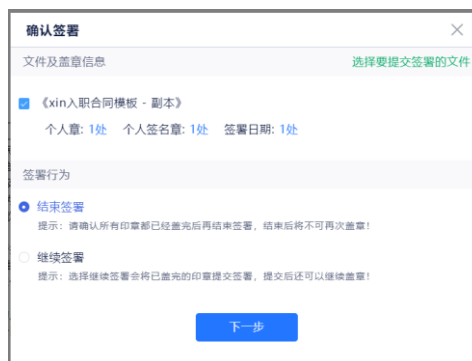 确认签署
文件及盖章信息 选择要提交签署的文件
《xin入职合同模板 - 副本》
个人章: 1处 个人签名章: 1处 签署日期: 1处
签署行为
结束签署
提示：请确认所有印章都已经盖完后再结束签署，结束后将不可再次盖章！
继续签署
提示：选择继续签署会将已盖完的印章提交签署，提交后还可以继续盖章！
下一步